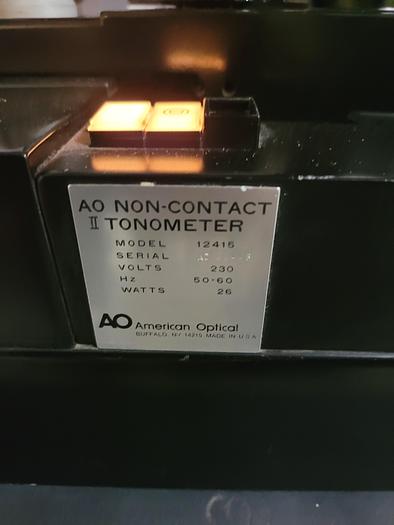 AO NON-CONTACT
II TONOMETER
MODEL 12415
SERIAL
VOLTS 230
Hz 50-60
WATTS 26
AO American Optical
BUFFALO, NY 14215 MADE IN U.S.A